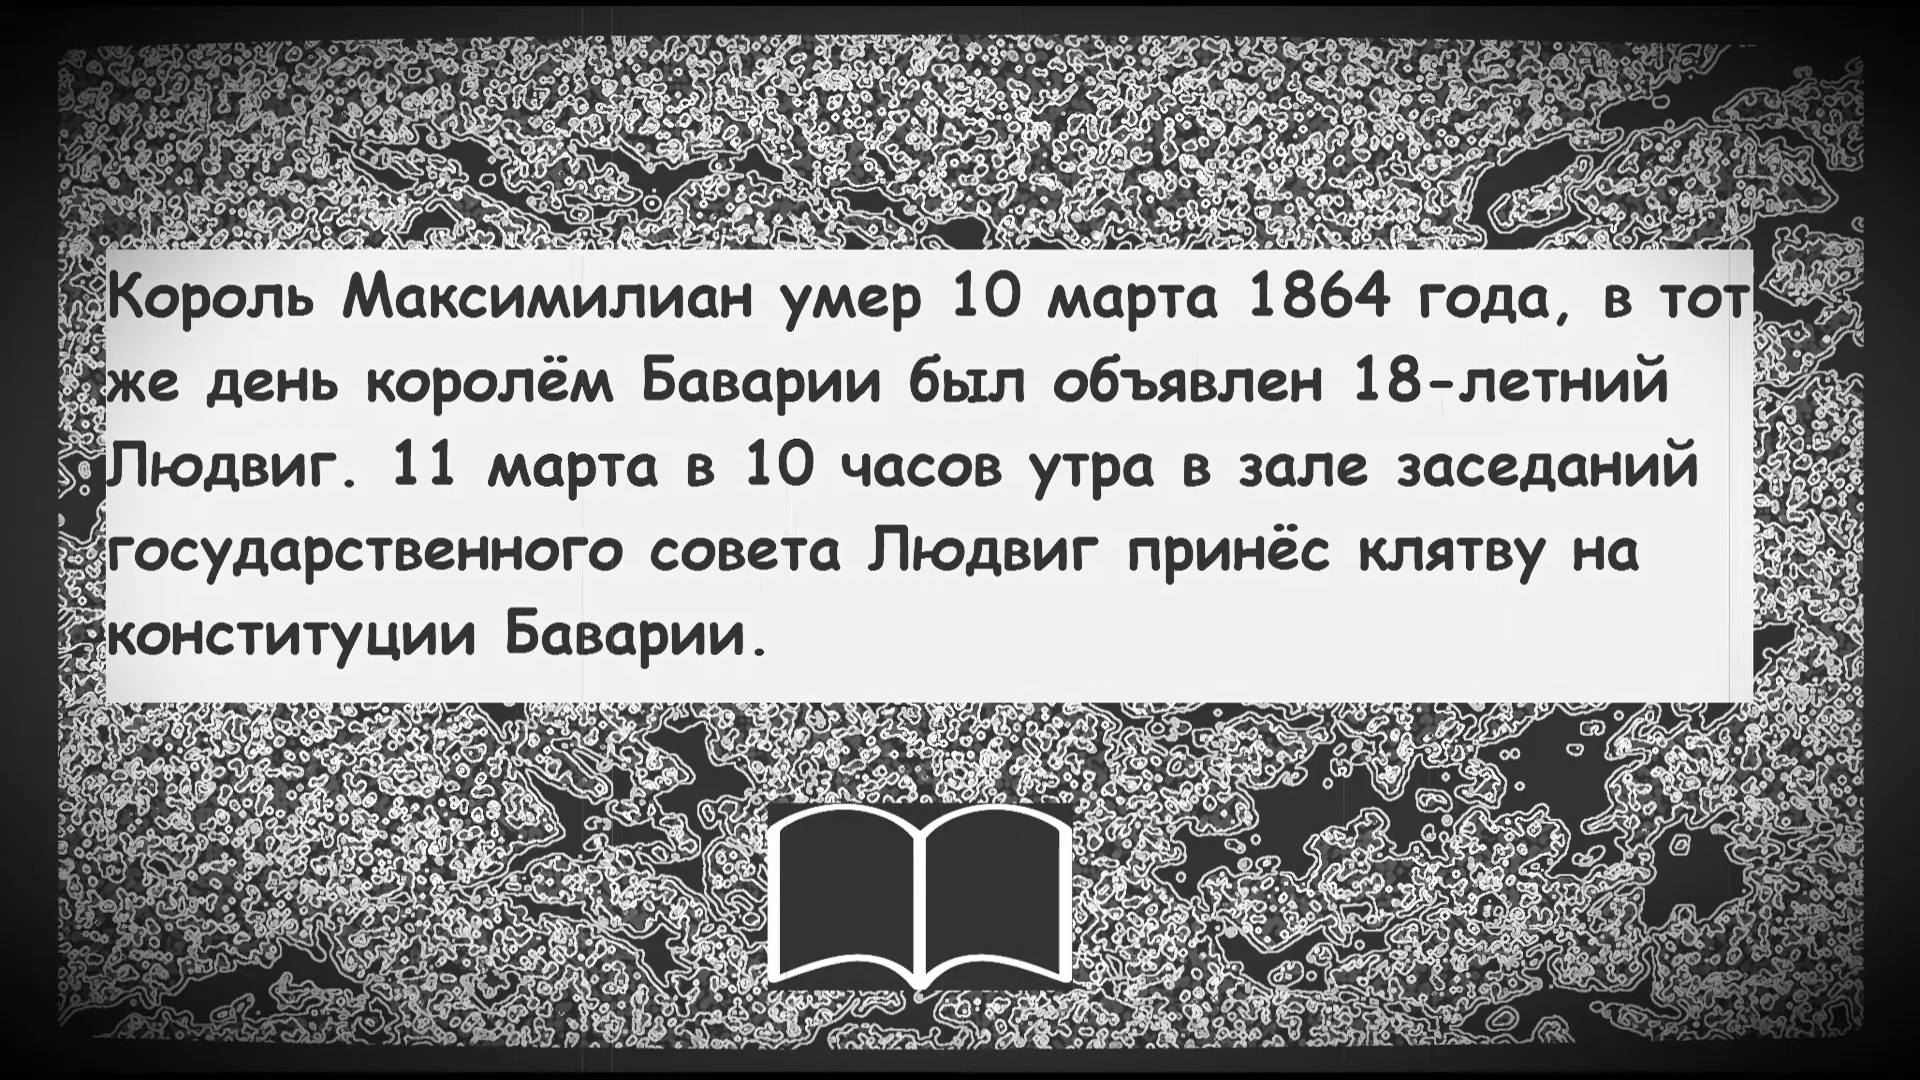 Король Максимилиан умер 10 марта 1864 года, в тот
же день королём Баварии был объявлен 18-летний
Людвиг. 11 марта в 10 часов утра в зале заседаний
государственного совета Людвиг принёс клятву на
конституции Баварии.